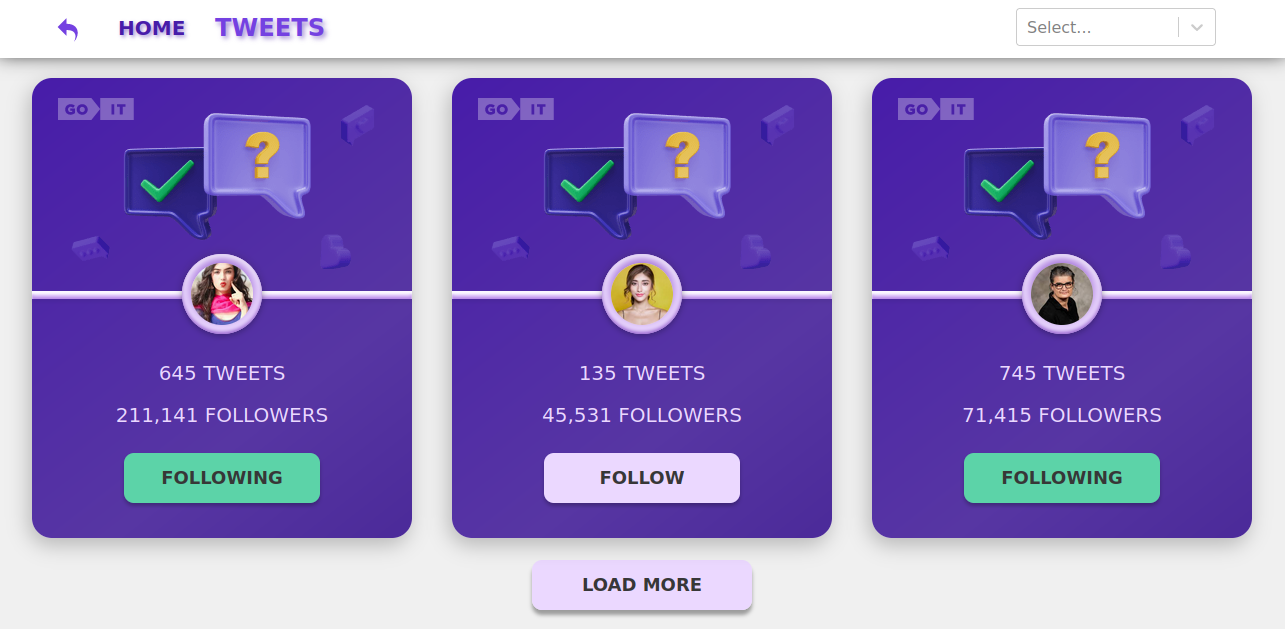 HOME
TWEETS
Select...
GO IT
?
645 TWEETS
211,141 FOLLOWERS
FOLLOWING
GO IT
?
135 TWEETS
45,531 FOLLOWERS
FOLLOW
GO IT
?
745 TWEETS
71,415 FOLLOWERS
FOLLOWING
LOAD MORE